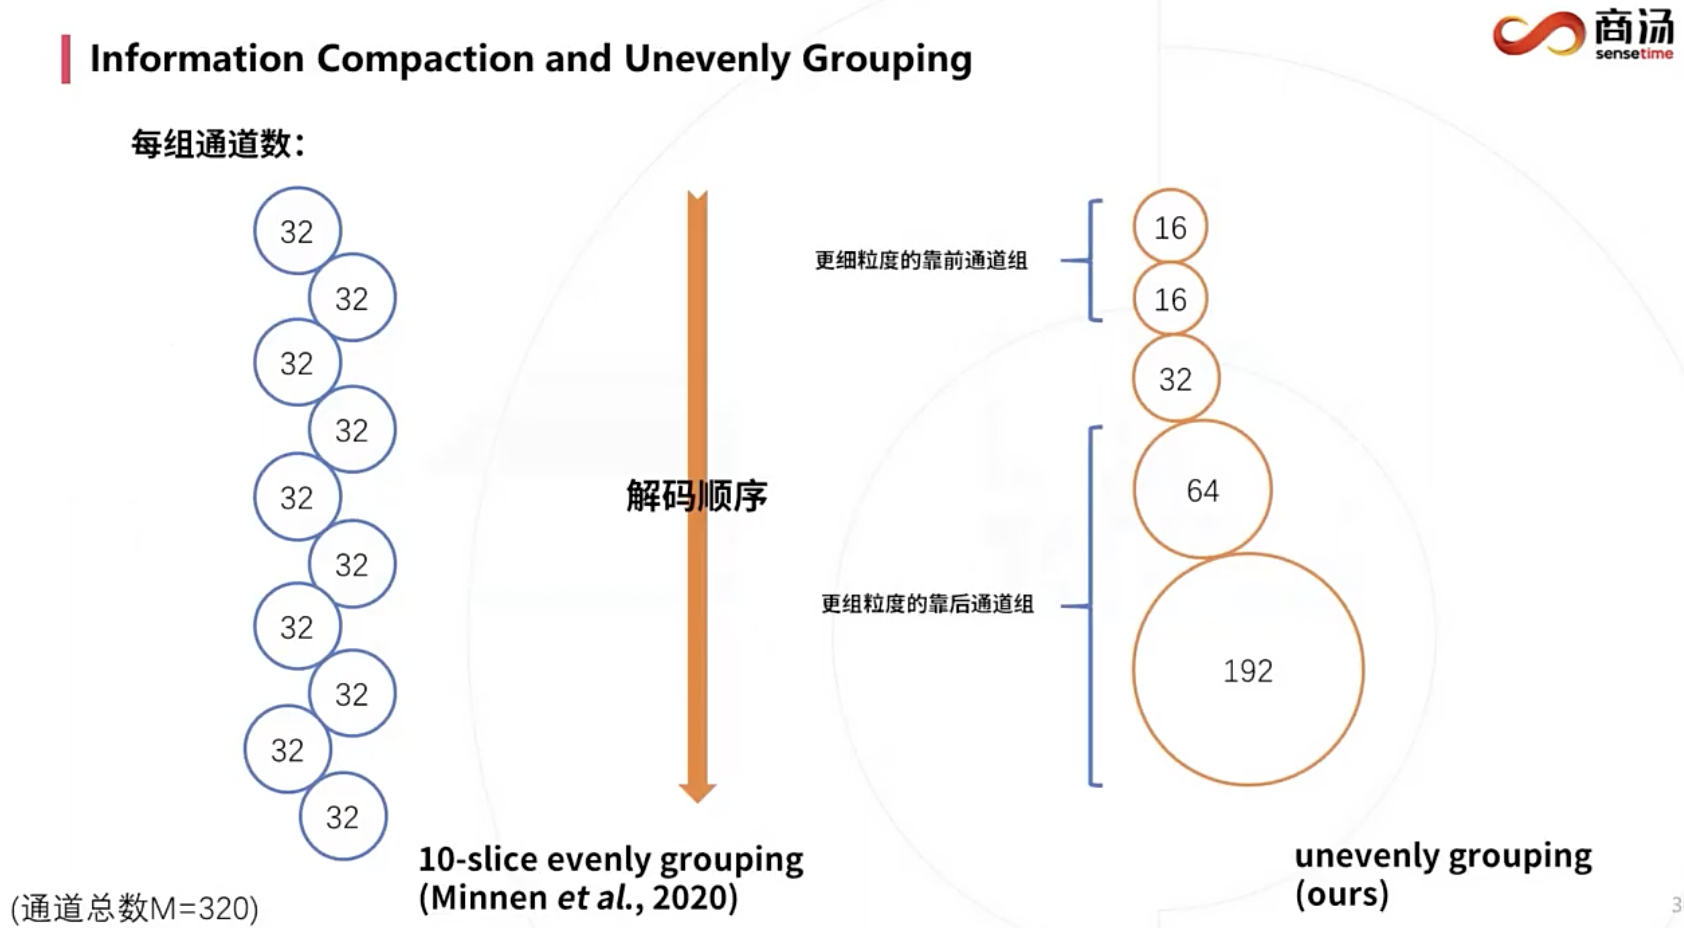 Information Compaction and Unevenly Grouping
商汤
sensetime
每组通道数：
32
32
32
32
32
32
32
32
32
32
解码顺序
10-slice evenly grouping
(Minnen et al., 2020)
(通道总数M=320)
更细粒度的靠前通道组
16
16
32
更组粒度的靠后通道组
64
192
unevenly grouping
(ours)